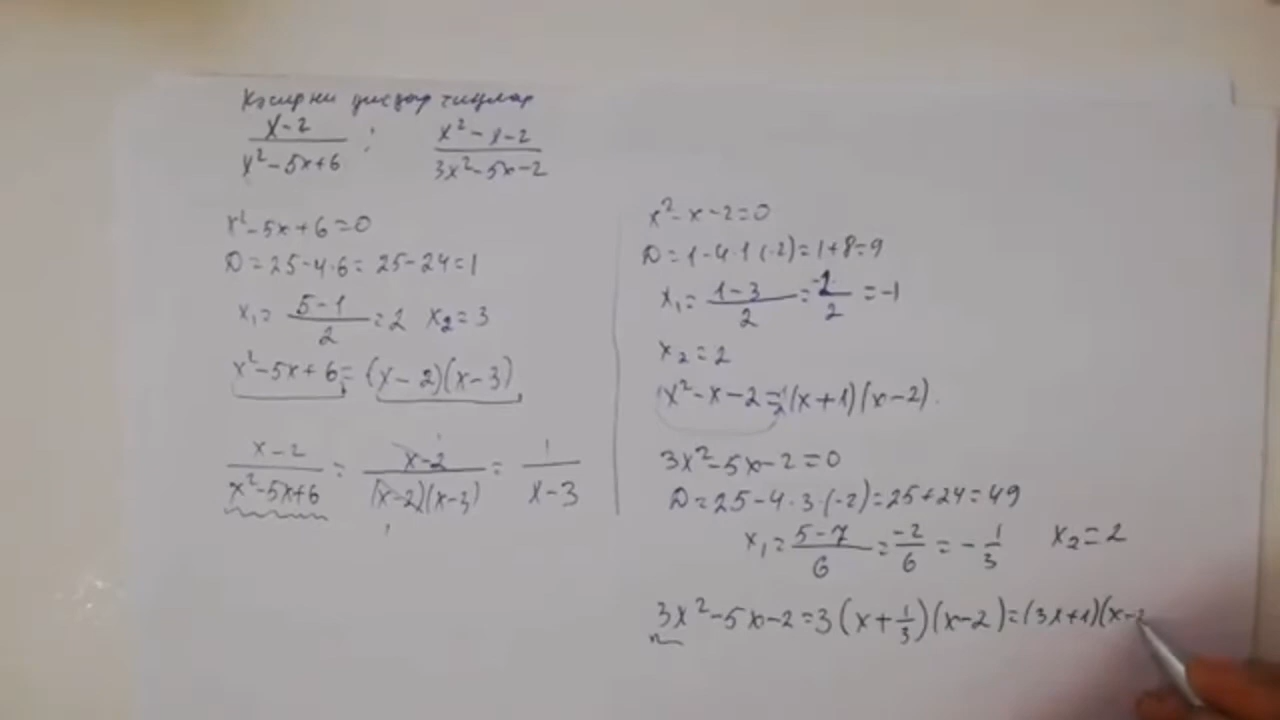 Кәсирни қисқартиңлар
x-2 / x²-5x+6 ; x²-x-2 / 3x²-5x-2
x²-5x+6=0
D=25-4·6=25-24=1
x₁= 5-1 / 2 =2 x₂=3
x²-5x+6=(x-2)(x-3)
x-2 / x²-5x+6 = x-2 / (x-2)(x-3) = 1 / x-3
x²-x-2=0
D=1-4·1(-2)=1+8=9
x₁= 1-3 / 2 = -2 / 2 =-1
x₂=2
x²-x-2=(x+1)(x-2).
3x²-5x-2=0
D=25-4·3·(-2)=25+24=49
x₁= 5-7 / 6 = -2 / 6 = - 1 / 3 x₂=2
3x²-5x-2=3(x+ 1/3 )(x-2)=(3x+1)(x-2